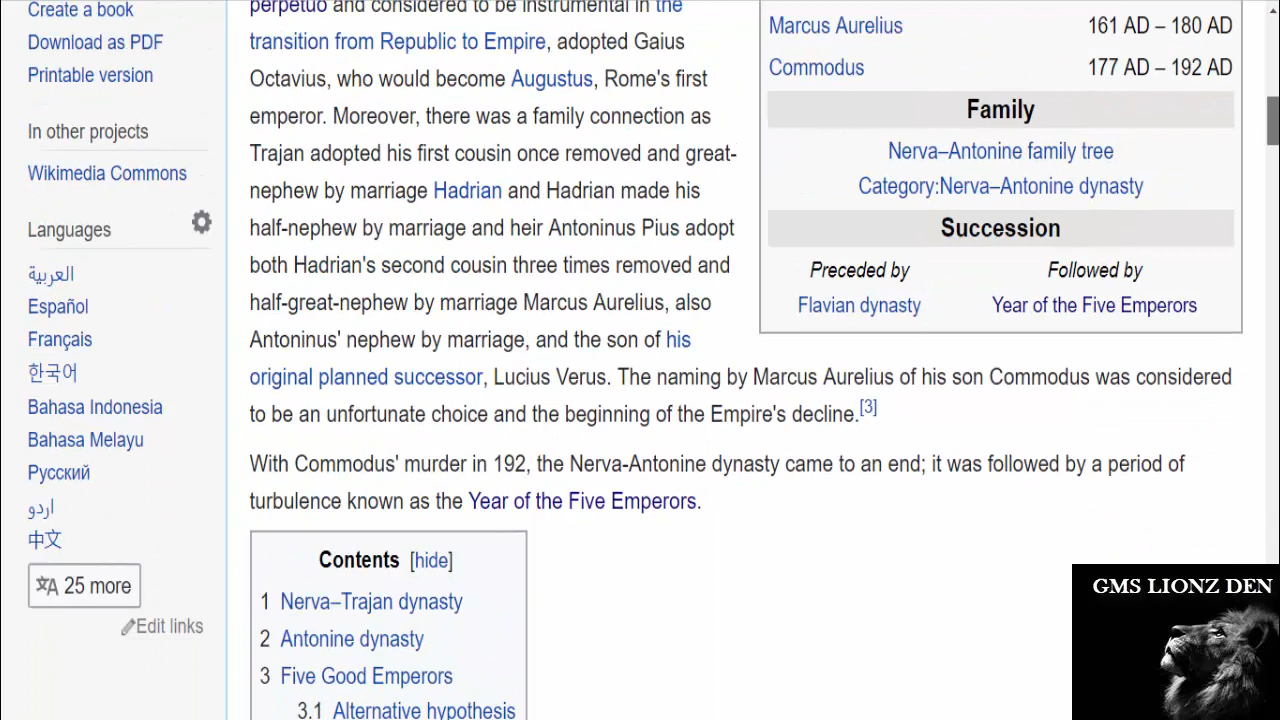 Create a book
Download as PDF
Printable version
In other projects
Wikimedia Commons
Languages
العربية
Español
Français
한국어
Bahasa Indonesia
Bahasa Melayu
Русский
اردو
中文
25 more
Edit links
perpetuo and considered to be instrumental in the
transition from Republic to Empire, adopted Gaius
Octavius, who would become Augustus, Rome's first
emperor. Moreover, there was a family connection as
Trajan adopted his first cousin once removed and great-
nephew by marriage Hadrian and Hadrian made his
half-nephew by marriage and heir Antoninus Pius adopt
both Hadrian's second cousin three times removed and
half-great-nephew by marriage Marcus Aurelius, also
Antoninus' nephew by marriage, and the son of his
original planned successor, Lucius Verus. The naming by Marcus Aurelius of his son Commodus was considered
to be an unfortunate choice and the beginning of the Empire's decline.[3]
With Commodus' murder in 192, the Nerva-Antonine dynasty came to an end; it was followed by a period of
turbulence known as the Year of the Five Emperors.
Contents [hide]
1 Nerva–Trajan dynasty
2 Antonine dynasty
3 Five Good Emperors
3.1 Alternative hypothesis
Marcus Aurelius 161 AD – 180 AD
Commodus 177 AD – 192 AD
Family
Nerva–Antonine family tree
Category:Nerva–Antonine dynasty
Succession
Preceded by Followed by
Flavian dynasty Year of the Five Emperors
GMS LIONZ DEN